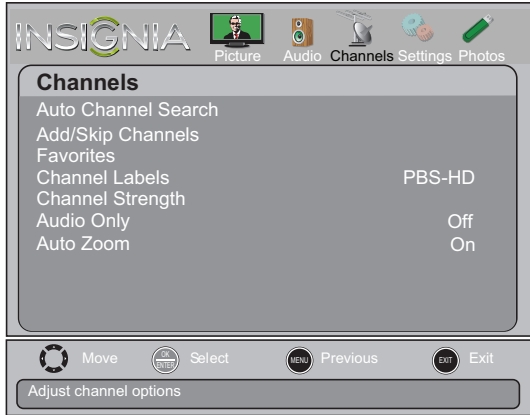 INSIGNIA
Picture Audio Channels Settings Photos
Channels
Auto Channel Search
Add/Skip Channels
Favorites
Channel Labels PBS-HD
Channel Strength
Audio Only Off
Auto Zoom On
Move OK ENTER Select MENU Previous EXIT Exit
Adjust channel options